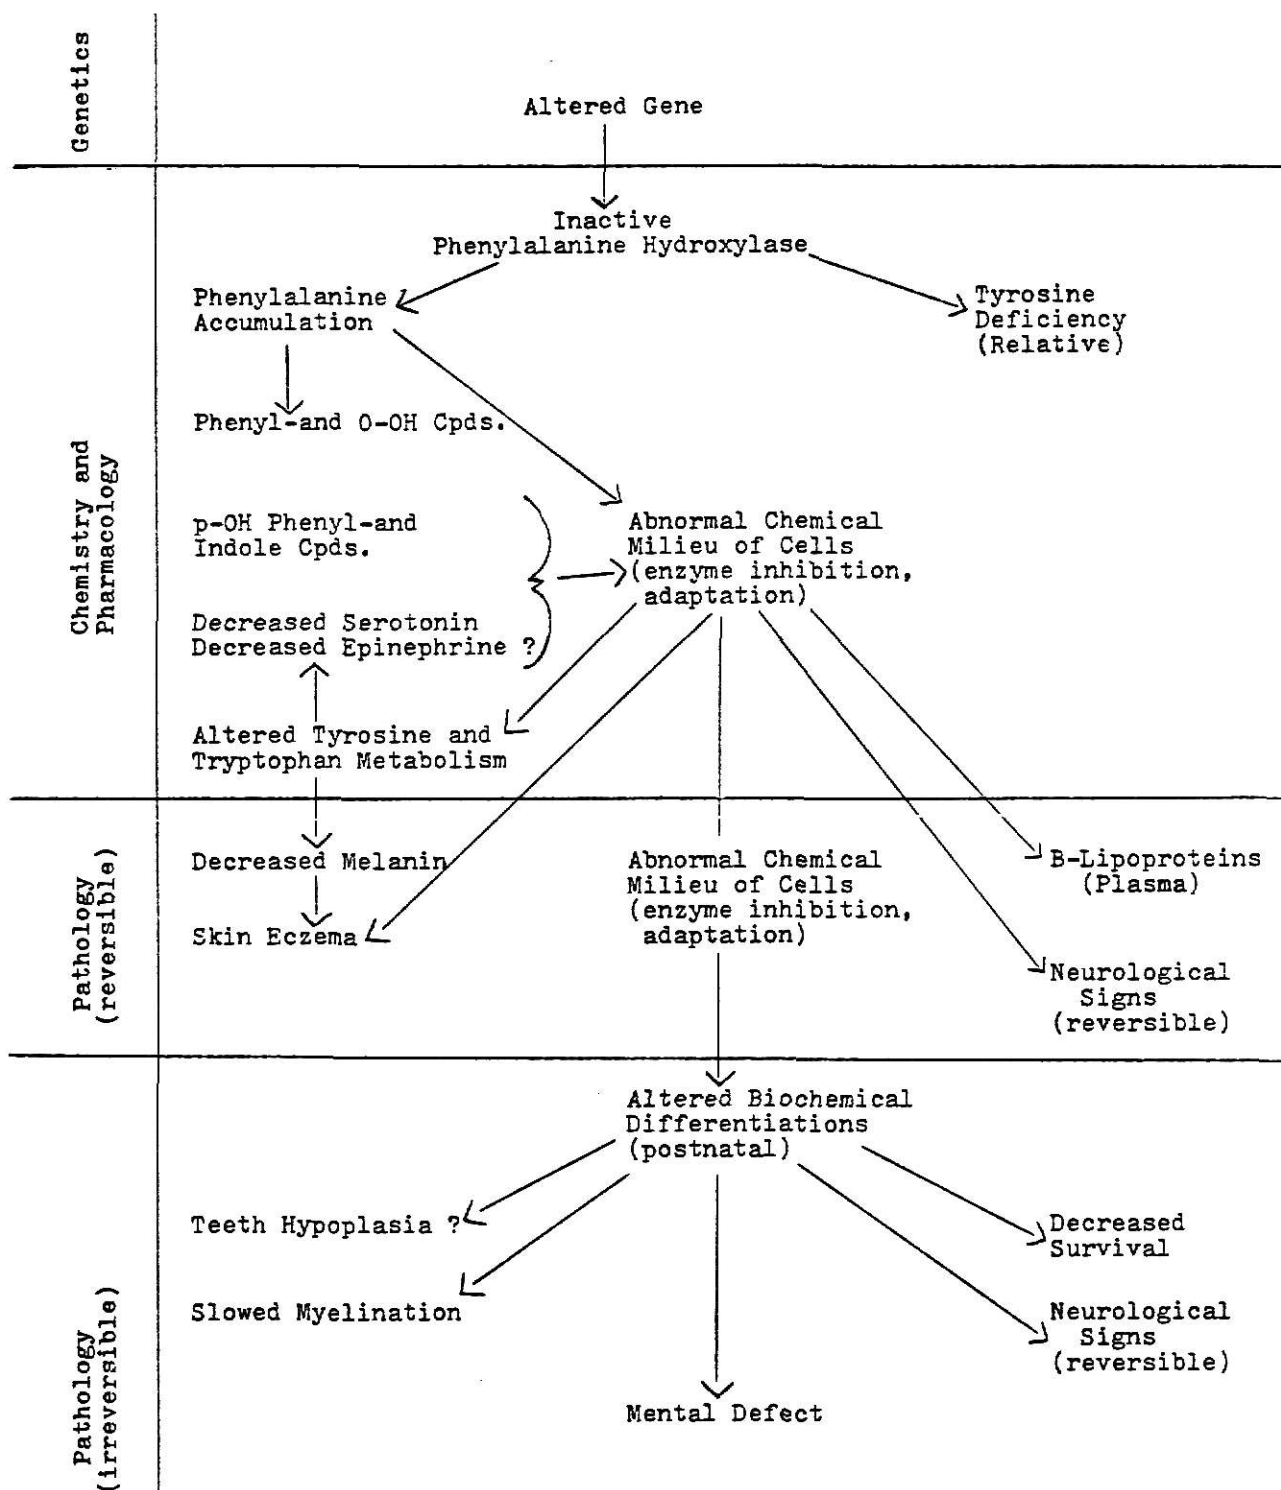 Genetics
Altered Gene
Chemistry and
Pharmacology
Inactive
Phenylalanine Hydroxylase
Phenylalanine
Accumulation
Tyrosine
Deficiency
(Relative)
Phenyl-and O-OH Cpds.
p-OH Phenyl-and
Indole Cpds.
Abnormal Chemical
Milieu of Cells
(enzyme inhibition,
adaptation)
Decreased Serotonin
Decreased Epinephrine ?
Altered Tyrosine and
Tryptophan Metabolism
Pathology
(reversible)
Decreased Melanin
Skin Eczema
Abnormal Chemical
Milieu of Cells
(enzyme inhibition,
adaptation)
B-Lipoproteins
(Plasma)
Neurological
Signs
(reversible)
Pathology
(irreversible)
Altered Biochemical
Differentiations
(postnatal)
Teeth Hypoplasia ?
Slowed Myelination
Decreased
Survival
Neurological
Signs
(reversible)
Mental Defect